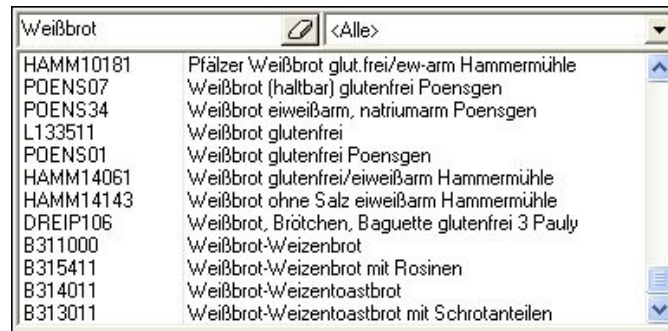 Weißbrot <Alle>
HAMM10181 Pfälzer Weißbrot glut.frei/ew-arm Hammermühle
POENS07 Weißbrot (haltbar) glutenfrei Poensgen
POENS34 Weißbrot eiweißarm, natriumarm Poensgen
L133511 Weißbrot glutenfrei
POENS01 Weißbrot glutenfrei Poensgen
HAMM14061 Weißbrot glutenfrei/eiweißarm Hammermühle
HAMM14143 Weißbrot ohne Salz eiweißarm Hammermühle
DREIP106 Weißbrot, Brötchen, Baguette glutenfrei 3 Pauly
B311000 Weißbrot-Weizenbrot
B315411 Weißbrot-Weizenbrot mit Rosinen
B314011 Weißbrot-Weizentoastbrot
B313011 Weißbrot-Weizentoastbrot mit Schrotanteilen